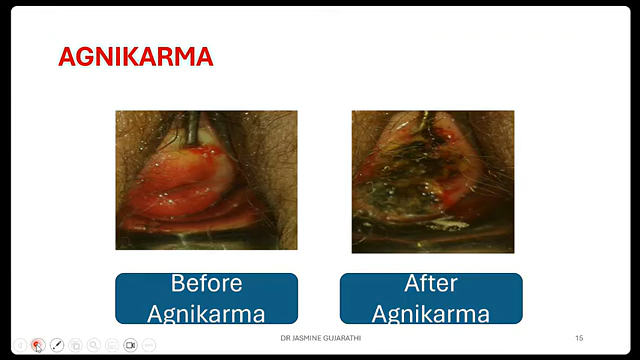 AGNIKARMA
Before
Agnikarma
After
Agnikarma
DR JASMINE GUJARATHI
15